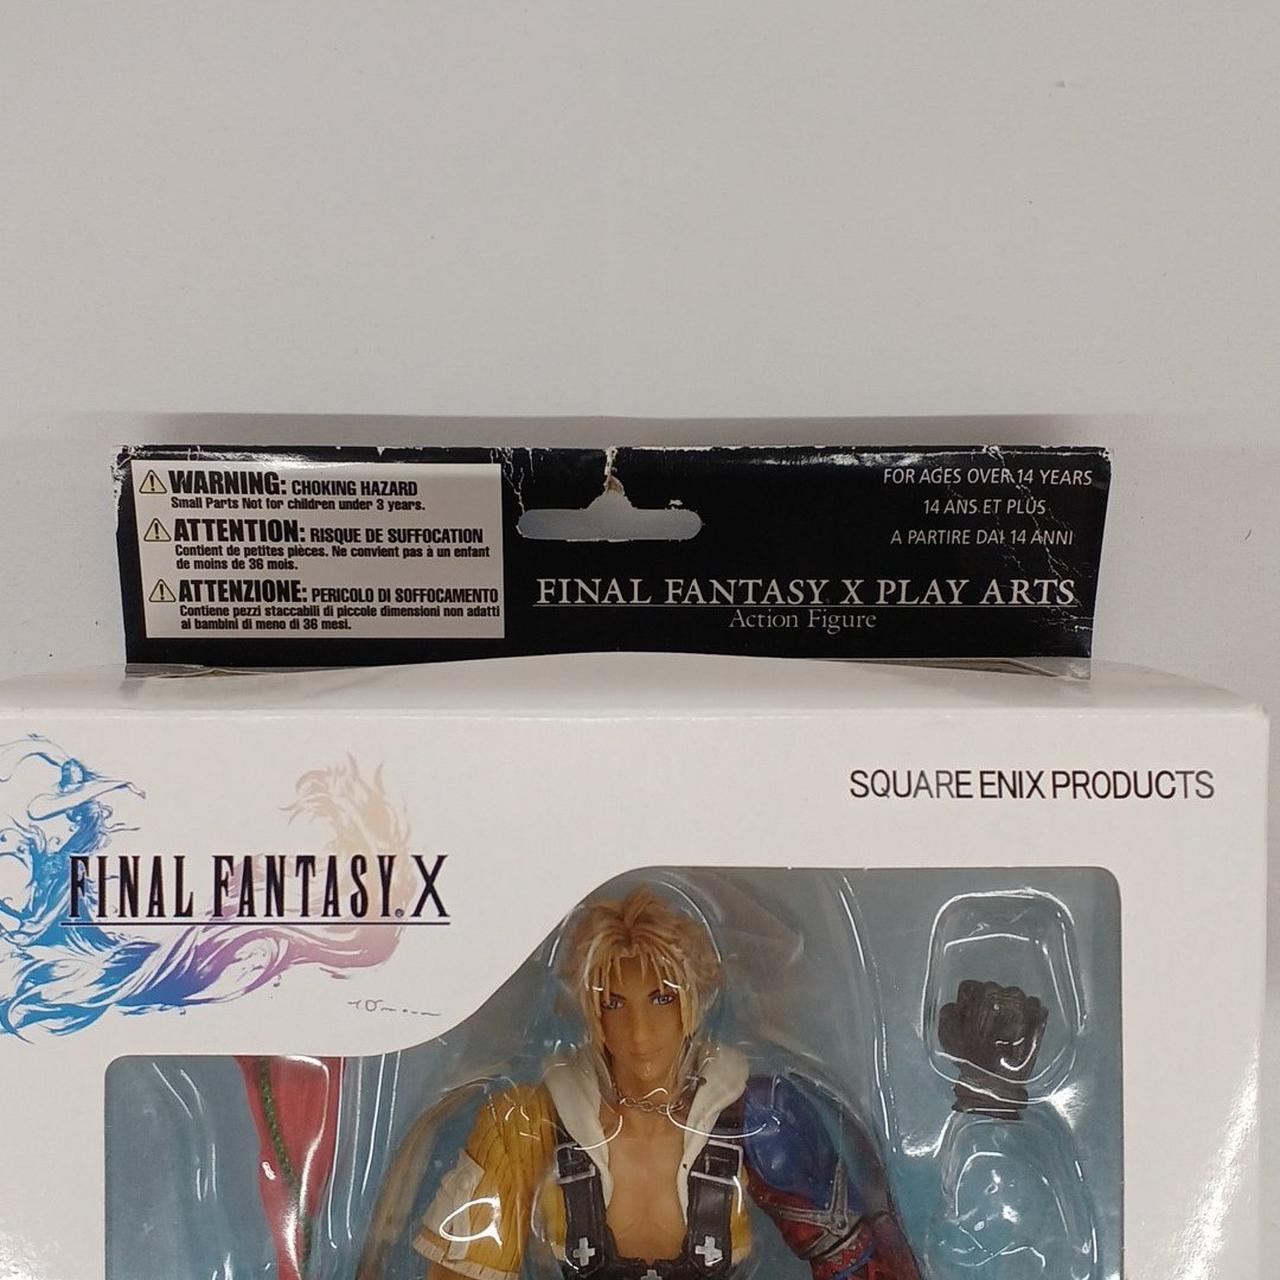 WARNING: CHOKING HAZARD
Small Parts Not for children under 3 years.
ATTENTION: RISQUE DE SUFFOCATION
Contient de petites pièces. Ne convient pas à un enfant
de moins de 36 mois.
ATTENZIONE: PERICOLO DI SOFFOCAMENTO
Contiene pezzi staccabili di piccole dimensioni non adatti
ai bambini di meno di 36 mesi.
FOR AGES OVER 14 YEARS
14 ANS ET PLUS
A PARTIRE DAI 14 ANNI
FINAL FANTASY X PLAY ARTS
Action Figure
SQUARE ENIX PRODUCTS
FINAL FANTASY X